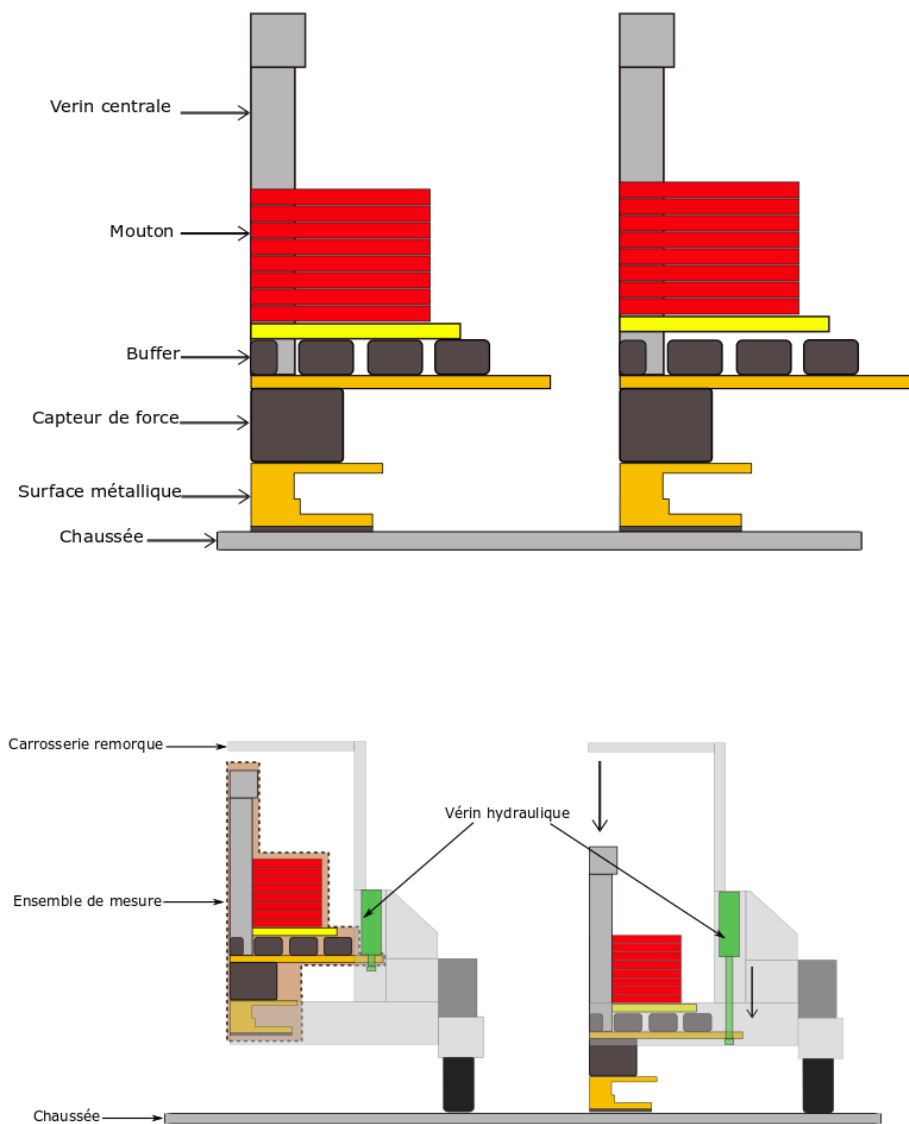 Verin centrale
Mouton
Buffer
Capteur de force
Surface métallique
Chaussée
Carrosserie remorque
Vérin hydraulique
Ensemble de mesure
Chaussée